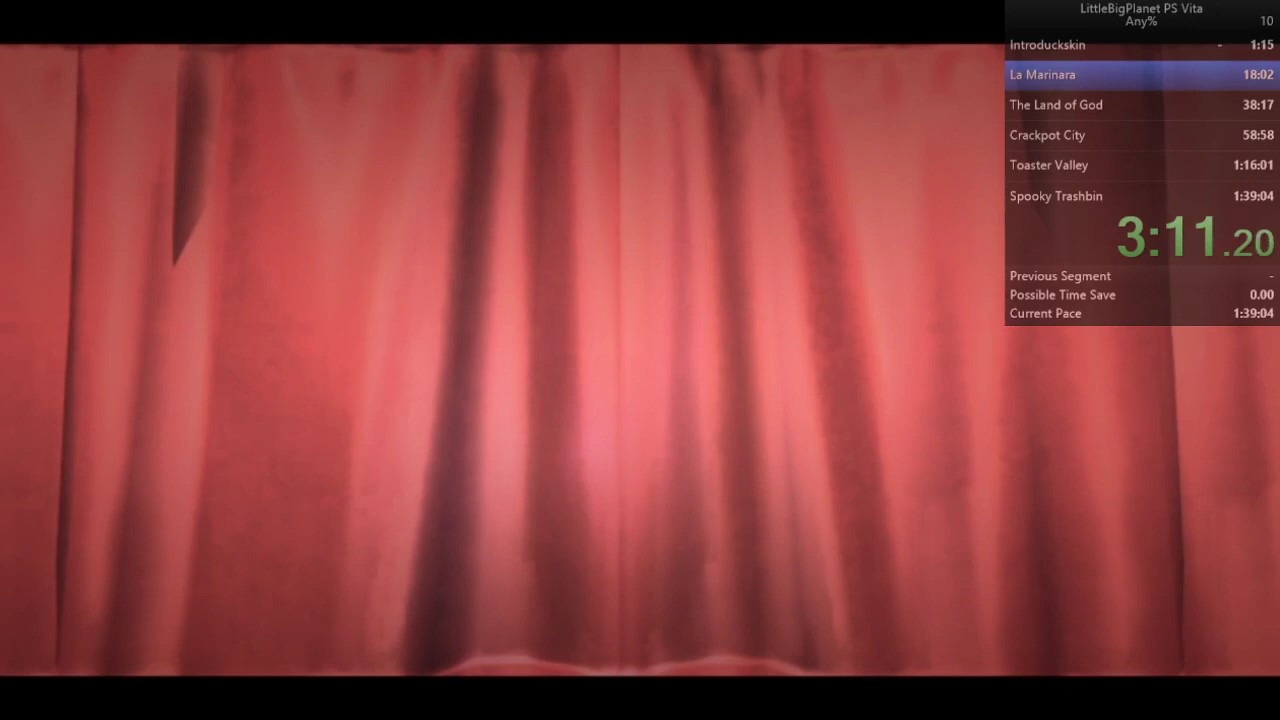 LittleBigPlanet PS Vita
Any% 10
Introduckskin - 1:15
La Marinara 18:02
The Land of God 38:17
Crackpot City 58:58
Toaster Valley 1:16:01
Spooky Trashbin 1:39:04
3:11.20
Previous Segment -
Possible Time Save 0.00
Current Pace 1:39:04